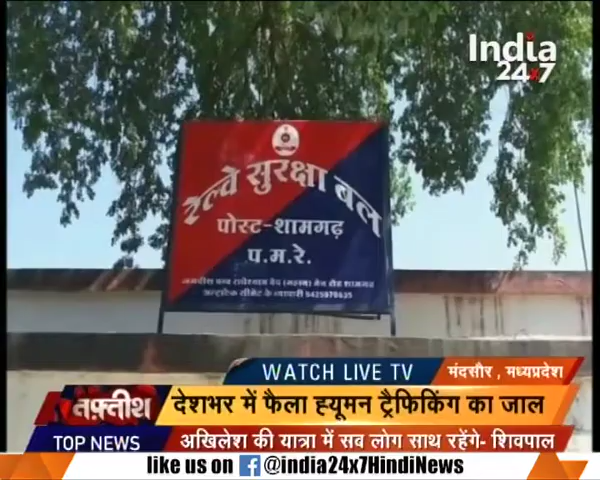 India
24x7
रेल्वे सुरक्षा बल
पोस्ट-शामगढ़
प.म.रे.
WATCH LIVE TV
मंदसौर , मध्यप्रदेश
नफ़्तीश
देशभर में फैला ह्यूमन ट्रैफिकिंग का जाल
TOP NEWS
अखिलेश की यात्रा में सब लोग साथ रहेंगे- शिवपाल
like us on f @india24x7HindiNews